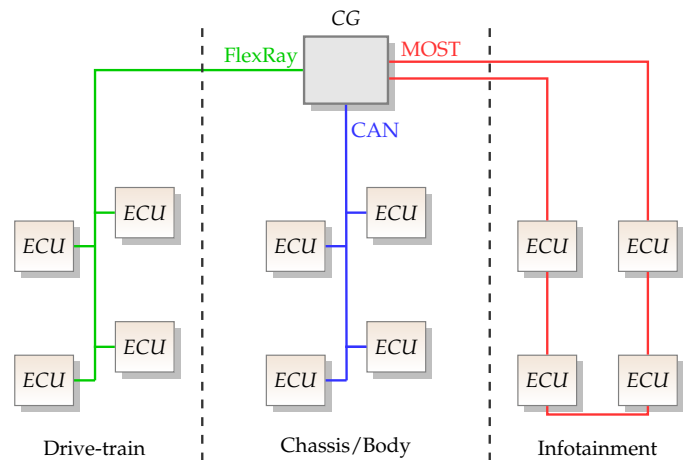 CG
FlexRay
MOST
CAN
ECU
ECU
ECU
ECU
ECU
ECU
ECU
ECU
ECU
ECU
ECU
ECU
Drive-train
Chassis/Body
Infotainment